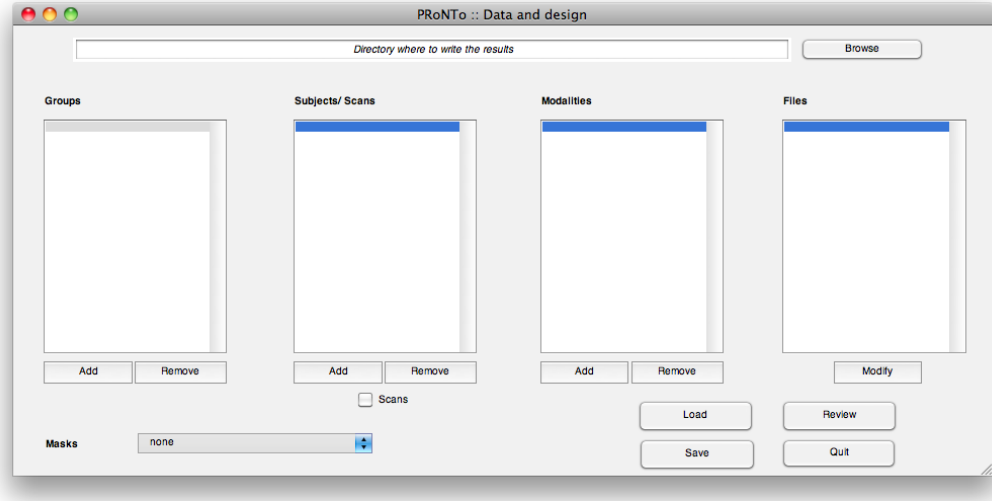 PRoNTo :: Data and design
Directory where to write the results
Browse
Groups
Subjects/ Scans
Modalities
Files
Add
Remove
Add
Remove
Add
Remove
Modify
Scans
Load
Review
Masks
none
Save
Quit